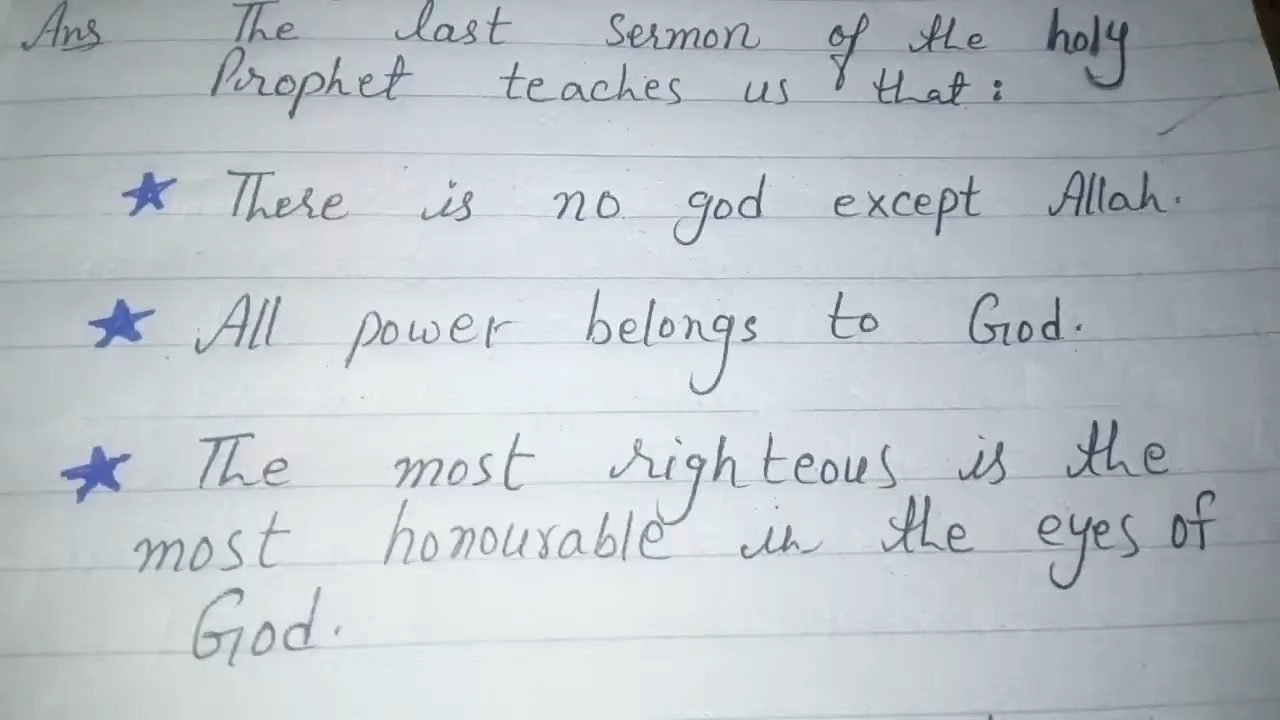 Ans The last sermon of the holy
Prophet teaches us that:
★ There is no god except Allah.
★ All power belongs to God.
★ The most righteous is the
most honourable in the eyes of
God.